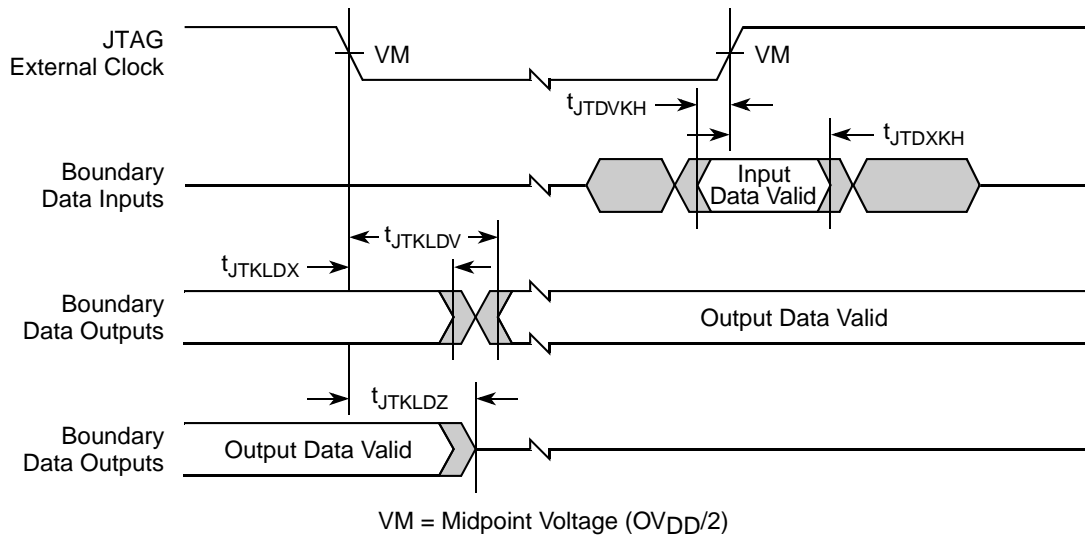 JTAG
External Clock
VM
VM
tJTDVKH
tJTDXKH
Boundary
Data Inputs
Input
Data Valid
tJTKLDV
tJTKLDX
Boundary
Data Outputs
Output Data Valid
tJTKLDZ
Boundary
Data Outputs
Output Data Valid
VM = Midpoint Voltage (OVDD/2)